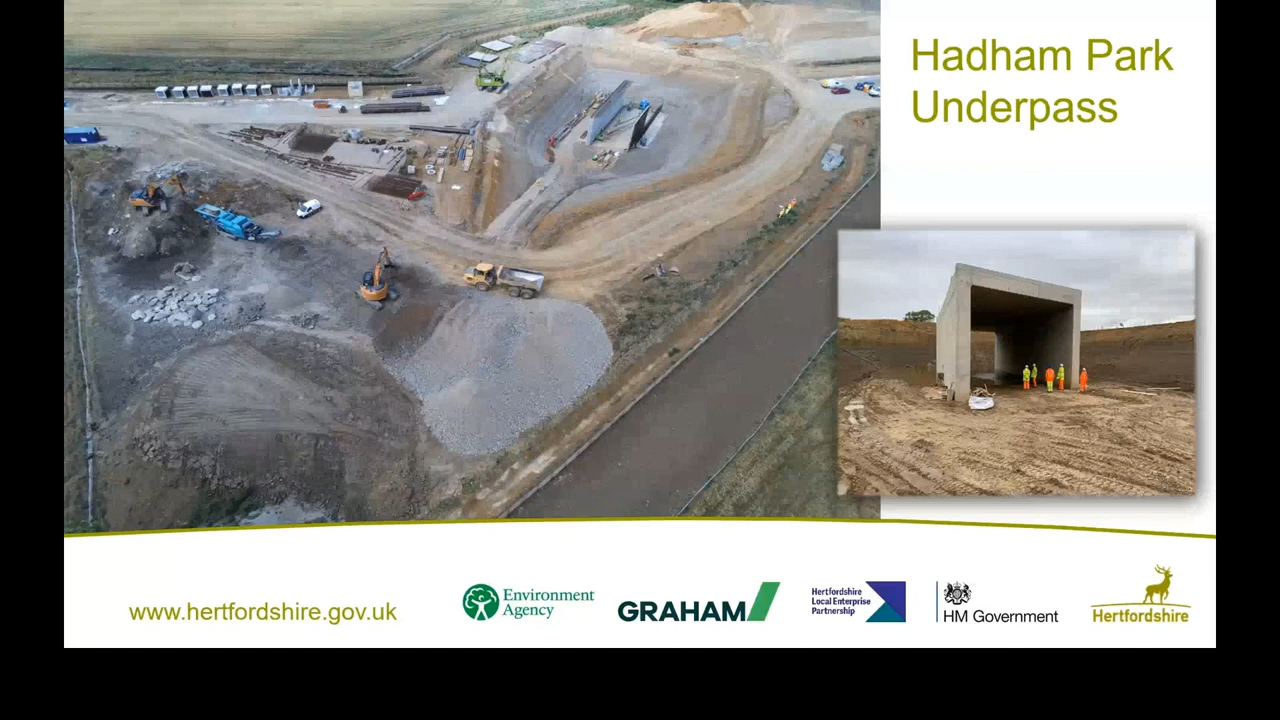 Hadham Park
Underpass
www.hertfordshire.gov.uk
Environment
Agency
GRAHAM
Hertfordshire
Local Enterprise
Partnership
HM Government
Hertfordshire